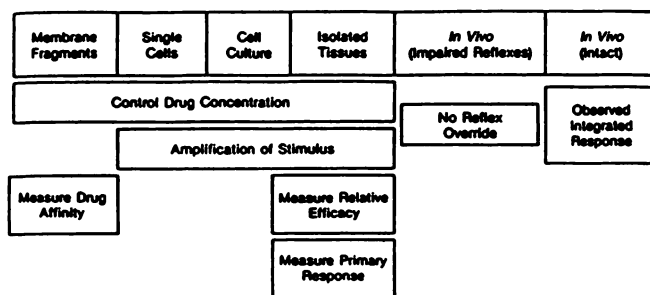 Membrane
Fragments
Single
Cells
Cell
Culture
Isolated
Tissues
In Vivo
(Impaired Reflexes)
In Vivo
(Intact)
Control Drug Concentration
No Reflex
Override
Observed
Integrated
Response
Amplification of Stimulus
Measure Drug
Affinity
Measure Relative
Efficacy
Measure Primary
Response